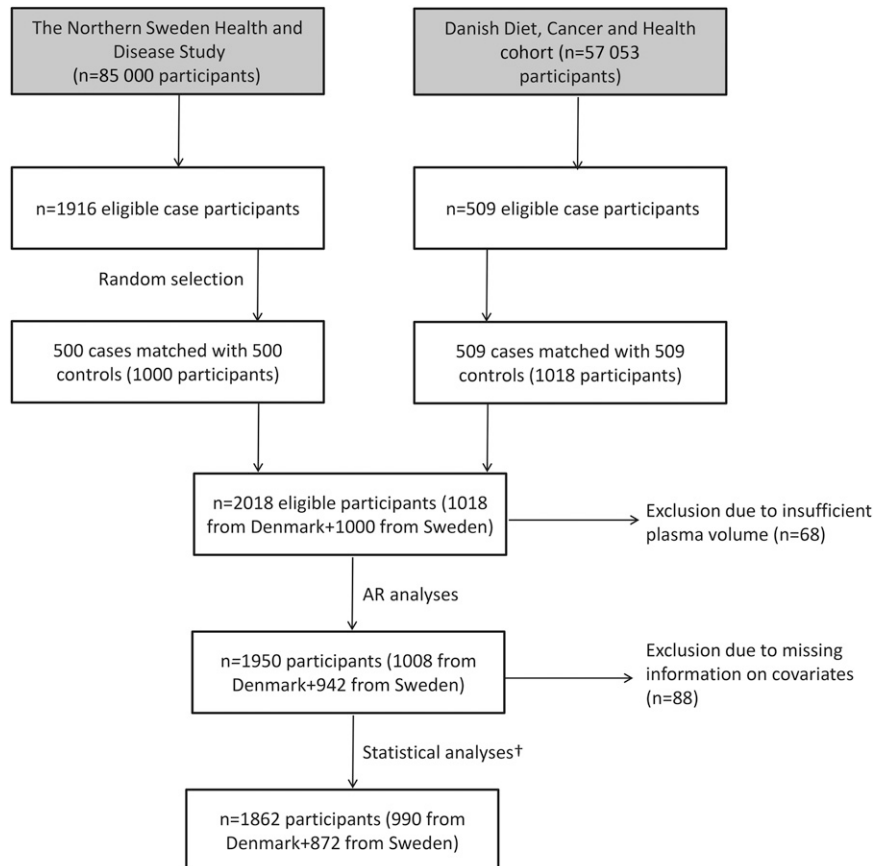 The Northern Sweden Health and
Disease Study
(n=85 000 participants)
Danish Diet, Cancer and Health
cohort (n=57 053
participants)
n=1916 eligible case participants
n=509 eligible case participants
Random selection
500 cases matched with 500
controls (1000 participants)
509 cases matched with 509
controls (1018 participants)
n=2018 eligible participants (1018
from Denmark+1000 from Sweden)
Exclusion due to insufficient
plasma volume (n=68)
AR analyses
n=1950 participants (1008 from
Denmark+942 from Sweden)
Exclusion due to missing
information on covariates
(n=88)
Statistical analyses†
n=1862 participants (990 from
Denmark+872 from Sweden)